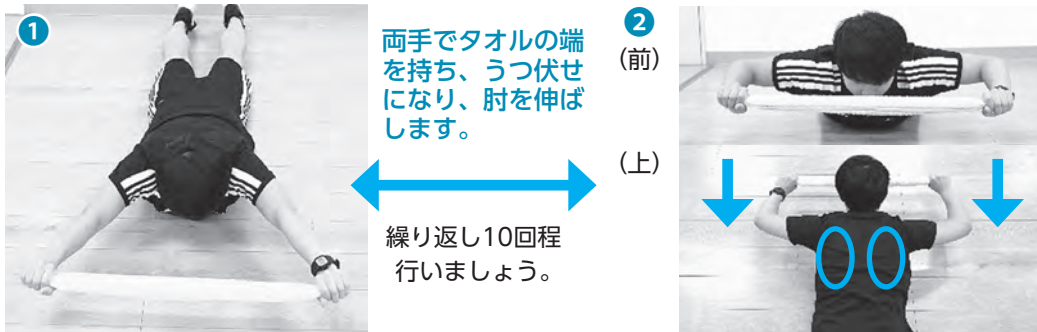 1
両手でタオルの端
を持ち、うつ伏せ
になり、肘を伸ば
します。
繰り返し10回程
行いましょう。
2
(前)
(上)